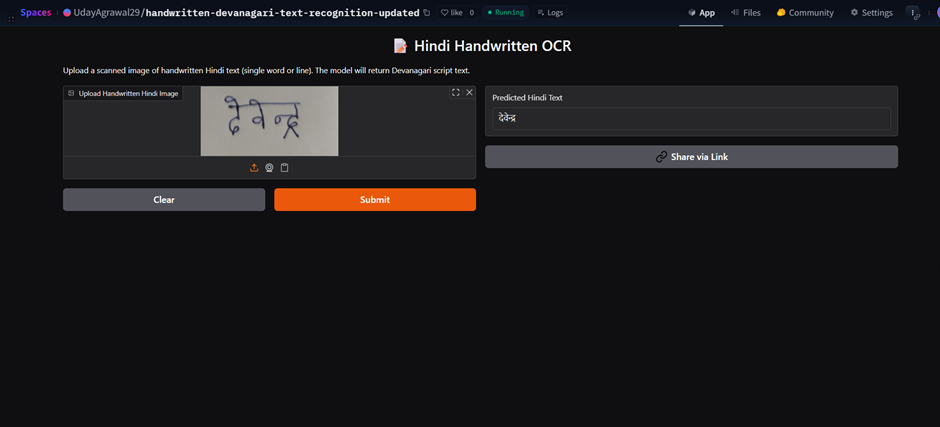 Spaces UdayAgrawal29/handwritten-devanagari-text-recognition-updated like 0 Running Logs App Files Community Settings
Hindi Handwritten OCR
Upload a scanned image of handwritten Hindi text (single word or line). The model will return Devanagari script text.
Upload Handwritten Hindi Image
देवेन्द्र
Predicted Hindi Text
देवेन्द्र
Share via Link
Clear Submit